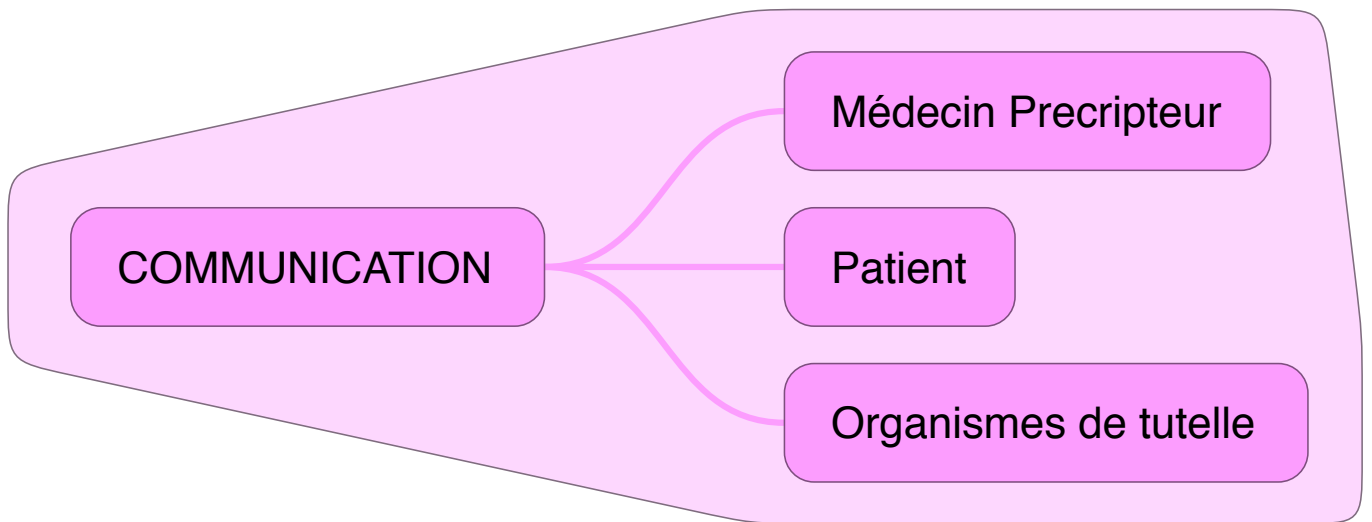 Médecin Precripteur
COMMUNICATION
Patient
Organismes de tutelle